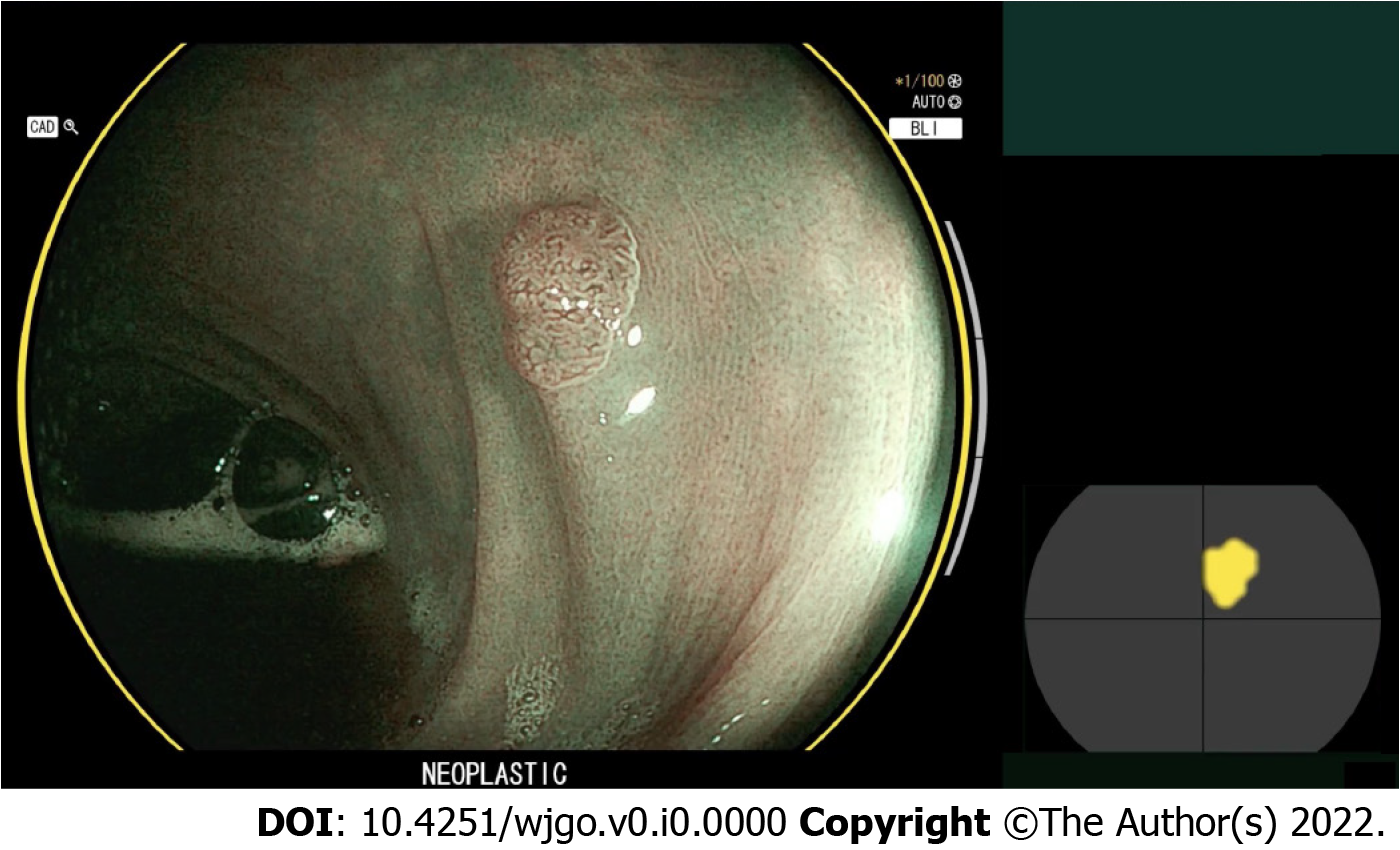 *1/100
AUTO
CAD
BLI
NEOPLASTIC
DOI: 10.4251/wjgo.v0.i0.0000 Copyright ©The Author(s) 2022.